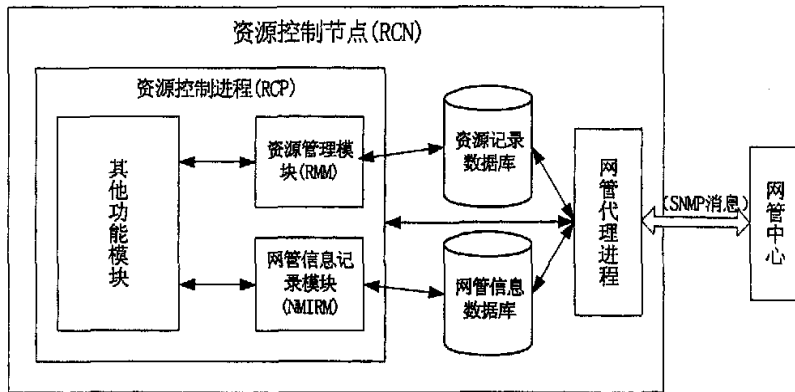 资源控制节点(RCN)
资源控制进程(RCP)
其他功能模块
资源管理模
块(RMM)
网管信息记
录模块
(NMIRM)
资源记录
数据库
网管信息
数据库
网管代理进程
(SNMP消息)
网管中心